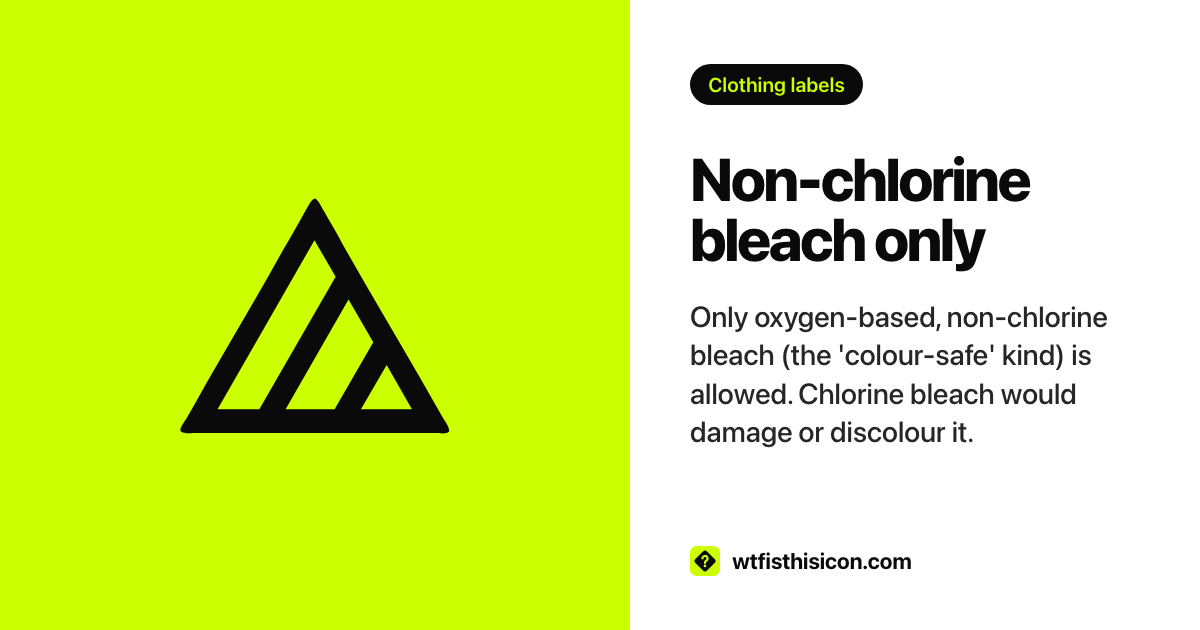 Clothing labels
Non-chlorine
bleach only
Only oxygen-based, non-chlorine
bleach (the 'colour-safe' kind) is
allowed. Chlorine bleach would
damage or discolour it.
?
wtfisthisicon.com